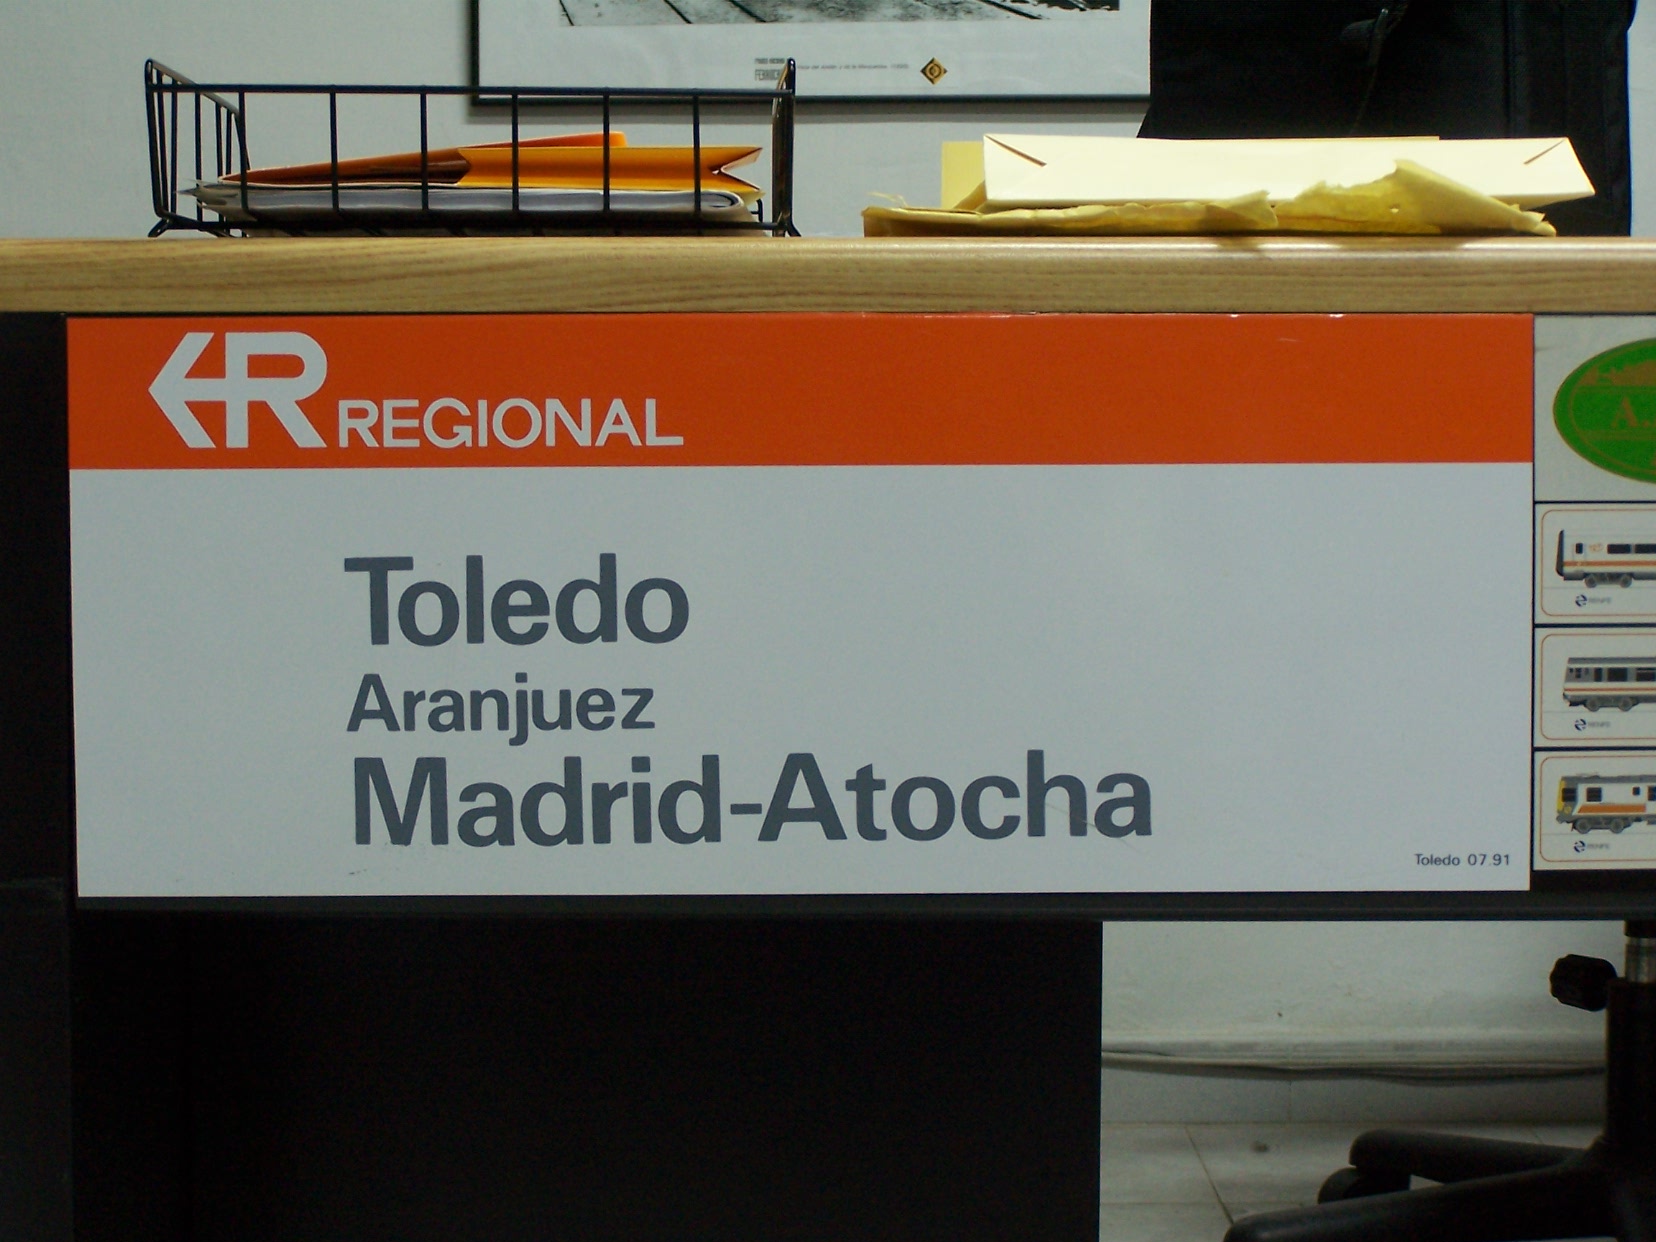 R REGIONAL
Toledo
Aranjuez
Madrid-Atocha
Toledo 07.91